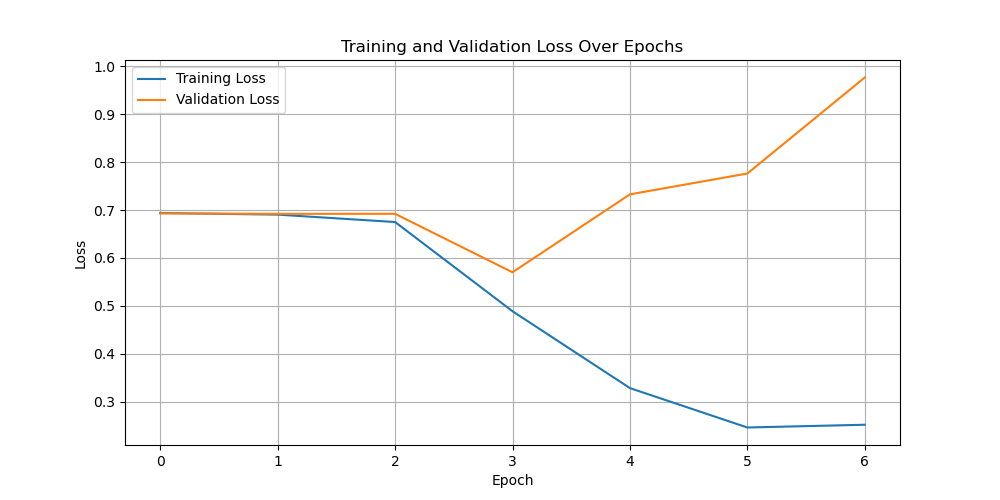 Training and Validation Loss Over Epochs
Training Loss
Validation Loss
1.0
0.9
0.8
0.7
0.6
0.5
0.4
0.3
Loss
0 1 2 3 4 5 6
Epoch